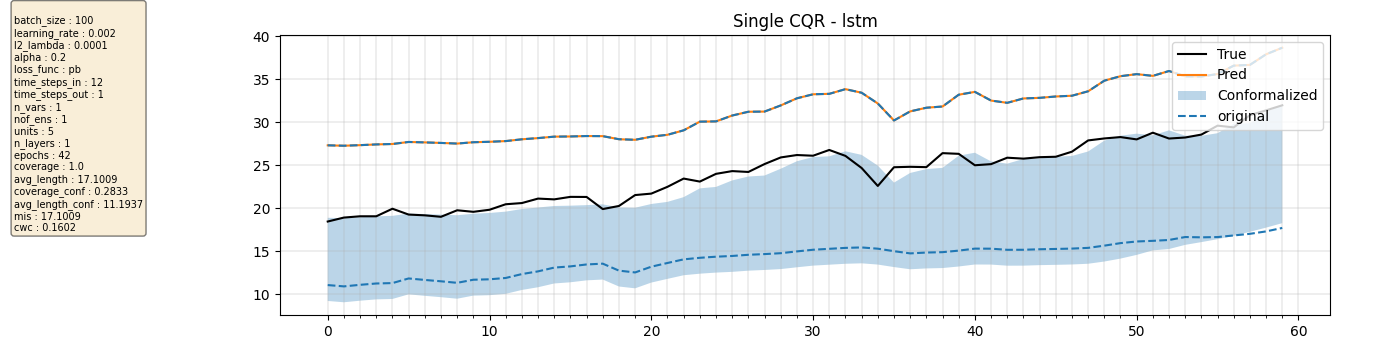 batch_size : 100
learning_rate : 0.002
l2_lambda : 0.0001
alpha : 0.2
loss_func : pb
time_steps_in : 12
time_steps_out : 1
n_vars : 1
nof_ens : 1
units : 5
n_layers : 1
epochs : 42
coverage : 1.0
avg_length : 17.1009
coverage_conf : 0.2833
avg_length_conf : 11.1937
mis : 17.1009
cwc : 0.1602
Single CQR - lstm
True
Pred
Conformalized
original
40
35
30
25
20
15
10
0 10 20 30 40 50 60